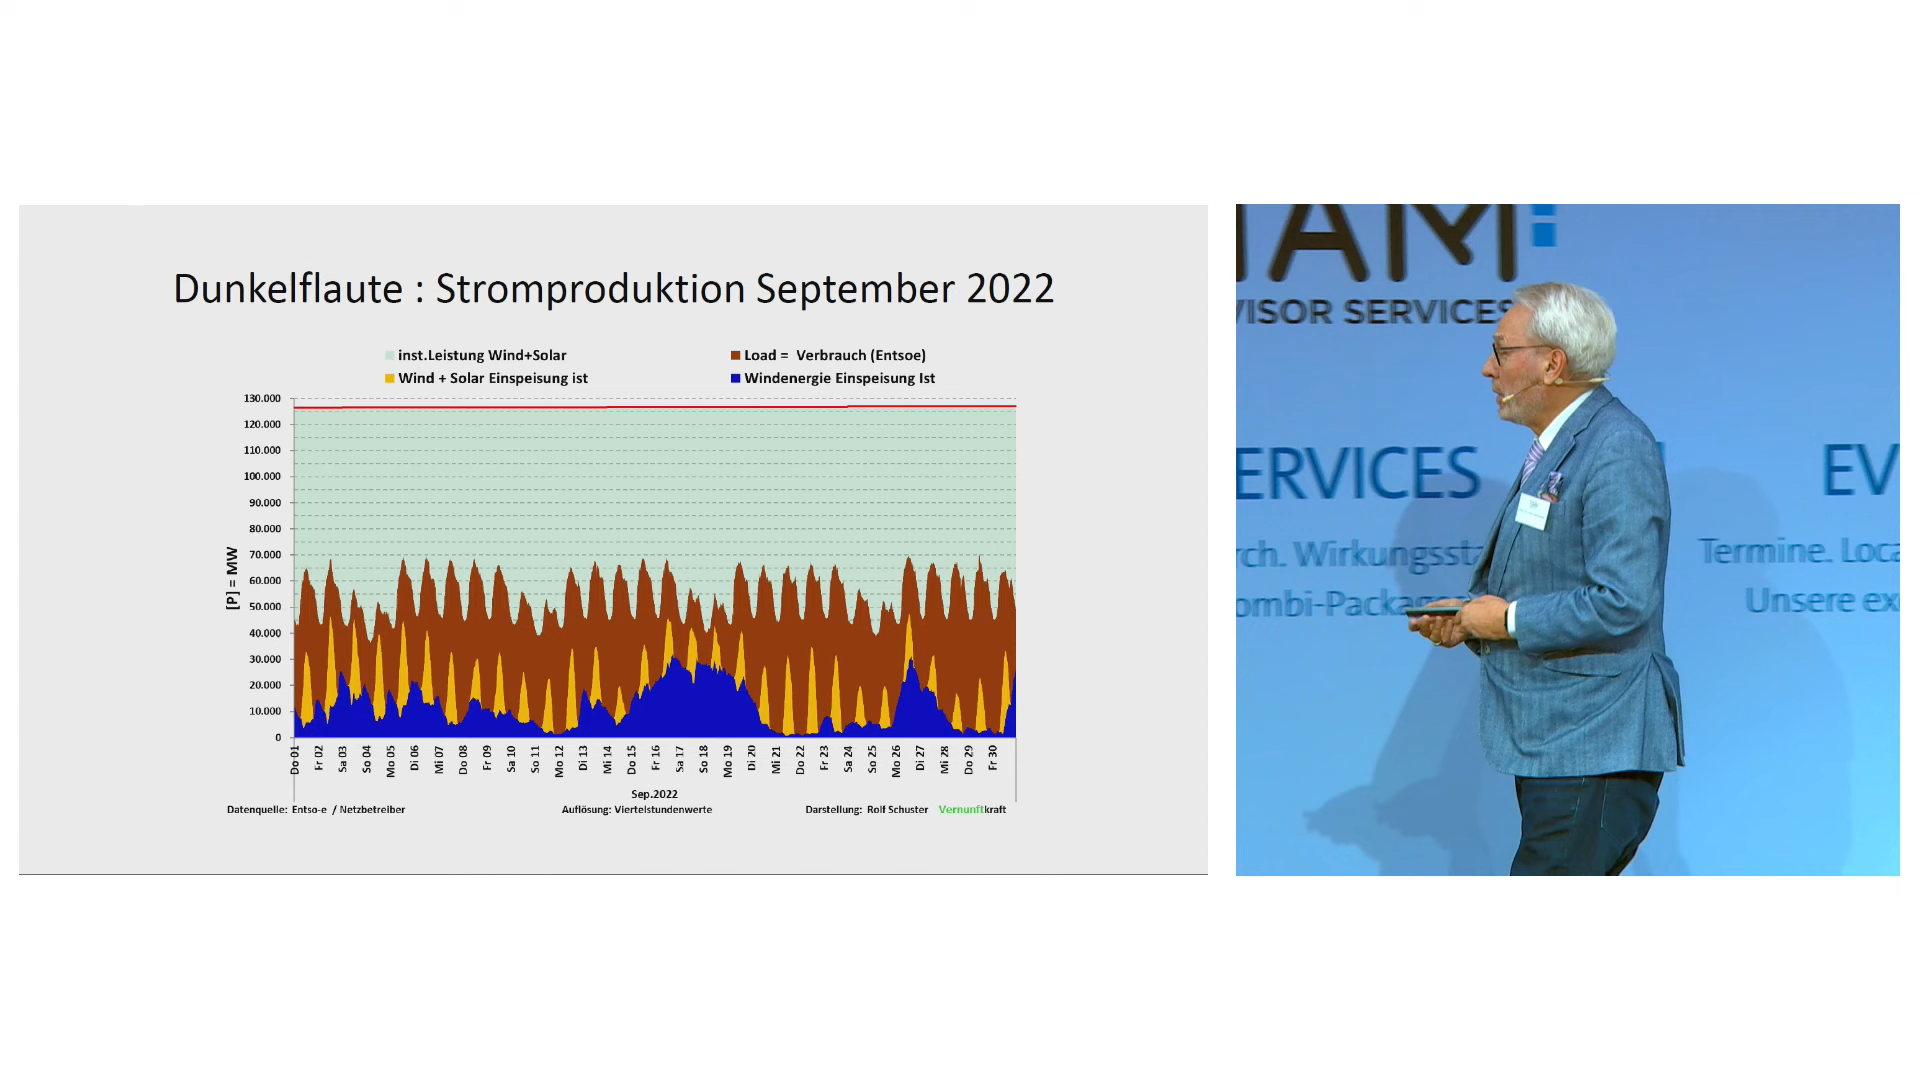 Dunkelflaute : Stromproduktion September 2022
inst.Leistung Wind+Solar
Load = Verbrauch (Entsoe)
Wind + Solar Einspeisung ist
Windenergie Einspeisung Ist
[P] = MW
130.000
120.000
110.000
100.000
90.000
80.000
70.000
60.000
50.000
40.000
30.000
20.000
10.000
0
Do 01
Fr 02
Sa 03
So 04
Mo 05
Di 06
Mi 07
Do 08
Fr 09
Sa 10
So 11
Mo 12
Di 13
Mi 14
Do 15
Fr 16
Sa 17
So 18
Mo 19
Di 20
Mi 21
Do 22
Fr 23
Sa 24
So 25
Mo 26
Di 27
Mi 28
Do 29
Fr 30
Sep.2022
Datenquelle: Entso-e / Netzbetreiber
Auflösung: Viertelstundenwerte
Darstellung: Rolf Schuster Vernunftkraft
IAM
VISOR SERVICES
ERVICES
EV
rch. Wirkungssta
ombi-Package
Termine. Loca
Unsere ex